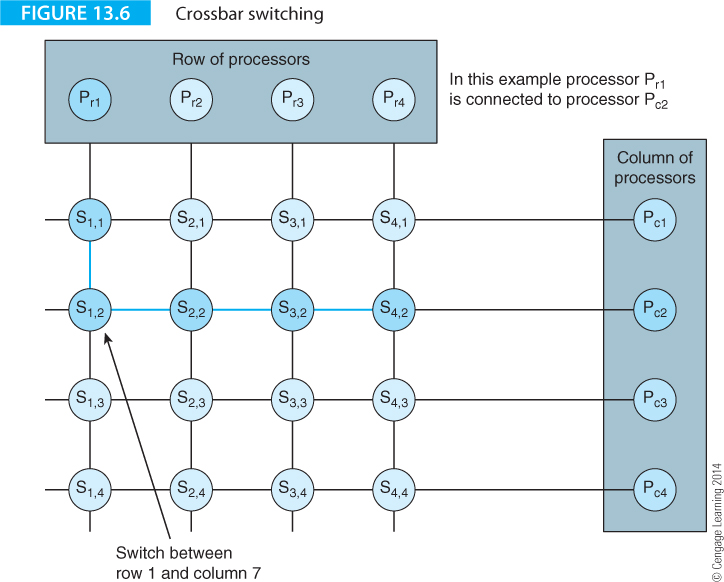 FIGURE 13.6 Crossbar switching
Row of processors
Pr1 Pr2 Pr3 Pr4
In this example processor Pr1
is connected to processor Pc2
Column of
processors
S1,1 S2,1 S3,1 S4,1 Pc1
S1,2 S2,2 S3,2 S4,2 Pc2
S1,3 S2,3 S3,3 S4,3 Pc3
S1,4 S2,4 S3,4 S4,4 Pc4
Switch between
row 1 and column 7
© Cengage Learning 2014